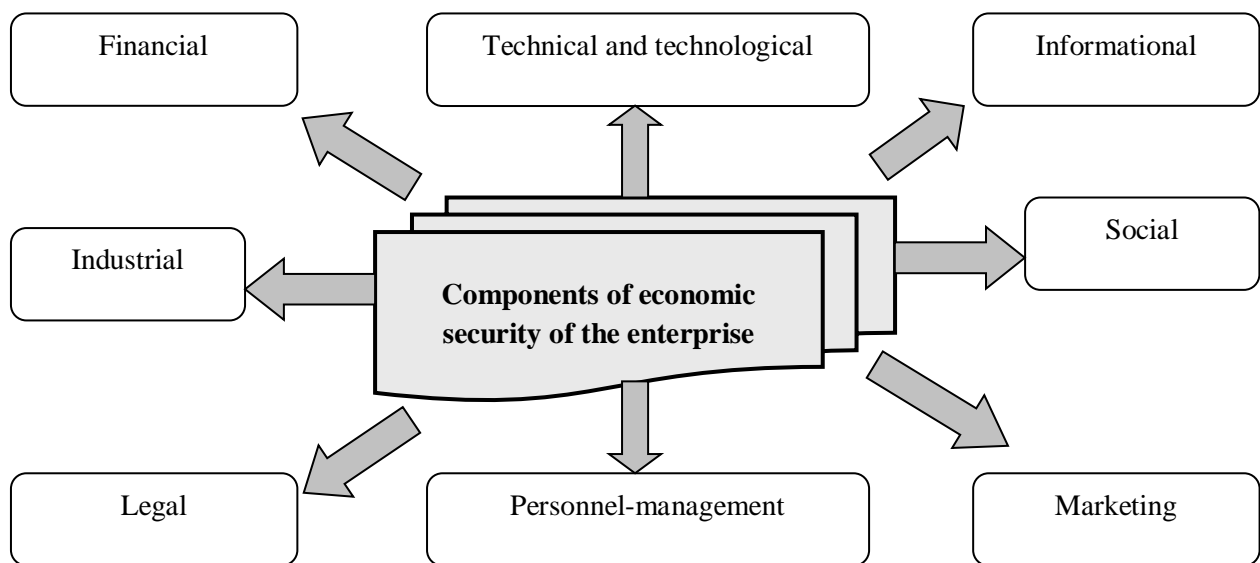 Financial
Technical and technological
Informational
Industrial
Components of economic
security of the enterprise
Social
Legal
Personnel-management
Marketing